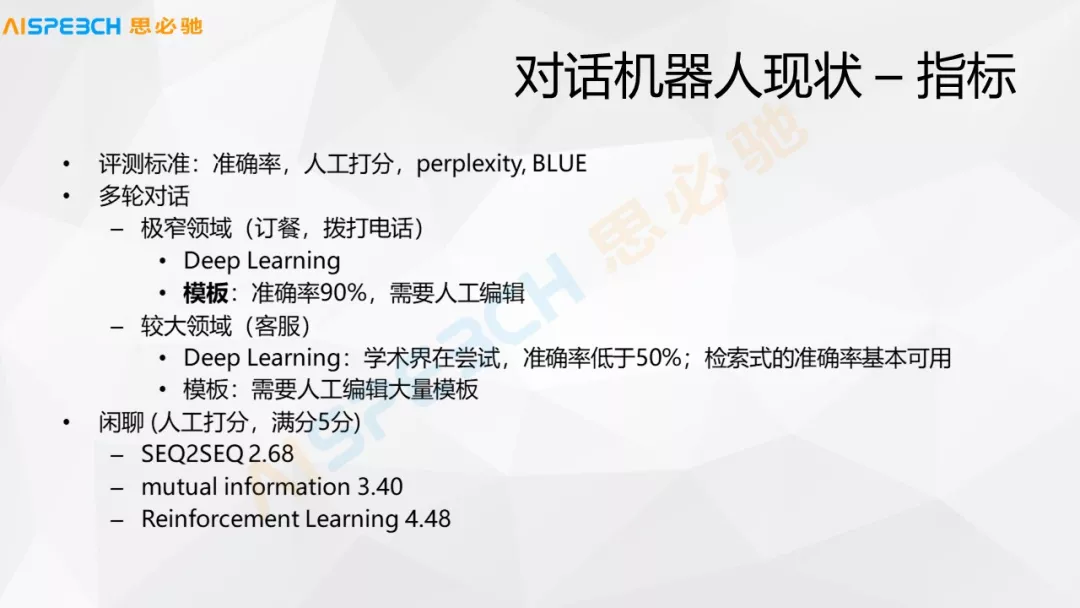 AISPEECH 思必驰
对话机器人现状 – 指标
• 评测标准：准确率，人工打分，perplexity, BLUE
• 多轮对话
– 极窄领域（订餐，拨打电话）
• Deep Learning
• 模板：准确率90%，需要人工编辑
– 较大领域（客服）
• Deep Learning：学术界在尝试，准确率低于50%；检索式的准确率基本可用
• 模板：需要人工编辑大量模板
• 闲聊 (人工打分，满分5分)
– SEQ2SEQ 2.68
– mutual information 3.40
– Reinforcement Learning 4.48
AISPEECH 思必驰